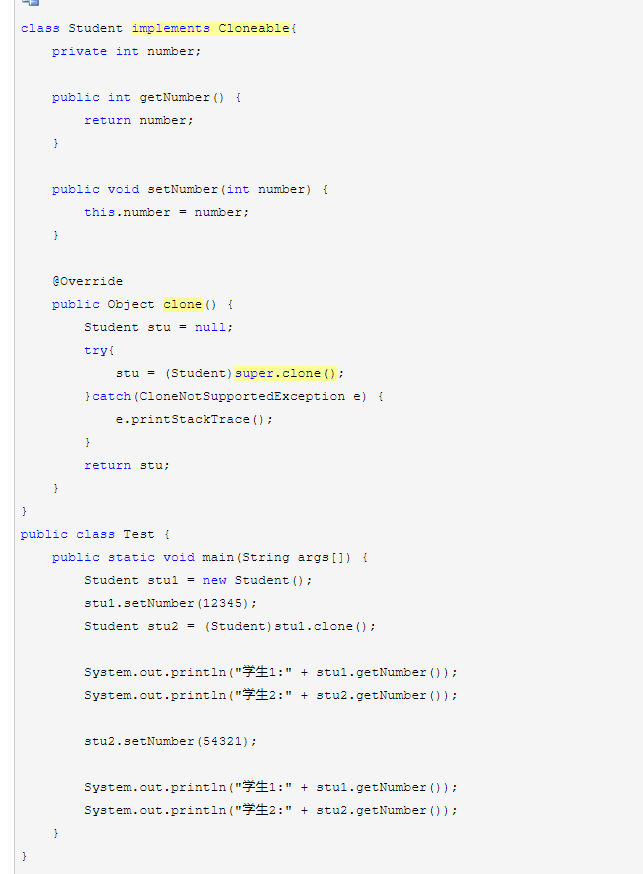 class Student implements Cloneable{
    private int number;

    public int getNumber() {
        return number;
    }

    public void setNumber(int number) {
        this.number = number;
    }

    @Override
    public Object clone() {
        Student stu = null;
        try{
            stu = (Student)super.clone();
        }catch(CloneNotSupportedException e) {
            e.printStackTrace();
        }
        return stu;
    }
}
public class Test {
    public static void main(String args[]) {
        Student stu1 = new Student();
        stu1.setNumber(12345);
        Student stu2 = (Student)stu1.clone();

        System.out.println("学生1:" + stu1.getNumber());
        System.out.println("学生2:" + stu2.getNumber());

        stu2.setNumber(54321);

        System.out.println("学生1:" + stu1.getNumber());
        System.out.println("学生2:" + stu2.getNumber());
    }
}